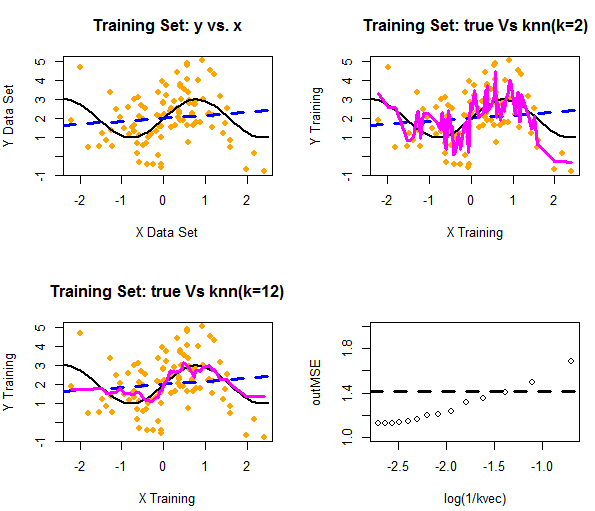 Training Set: y vs. x
Y Data Set
-1 1 2 3 4 5
-2 -1 0 1 2
X Data Set
Training Set: true Vs knn(k=2)
Y Training
-1 1 2 3 4 5
-2 -1 0 1 2
X Training
Training Set: true Vs knn(k=12)
Y Training
-1 1 2 3 4 5
-2 -1 0 1 2
X Training
outMSE
1.0 1.4 1.8
-2.5 -2.0 -1.5 -1.0
log(1/kvec)